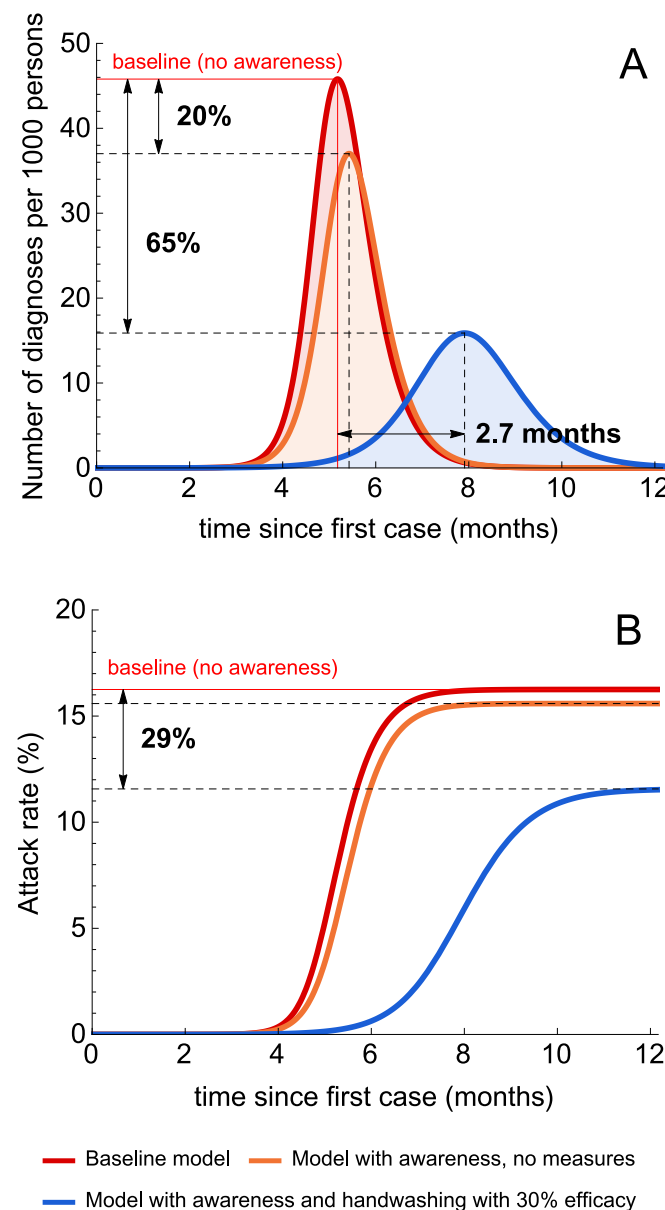 A
Number of diagnoses per 1000 persons
50
40
30
20
10
0
baseline (no awareness)
20%
65%
2.7 months
0 2 4 6 8 10 12
time since first case (months)
B
Attack rate (%)
20
15
10
5
0
baseline (no awareness)
29%
0 2 4 6 8 10 12
time since first case (months)
Baseline model Model with awareness, no measures
Model with awareness and handwashing with 30% efficacy